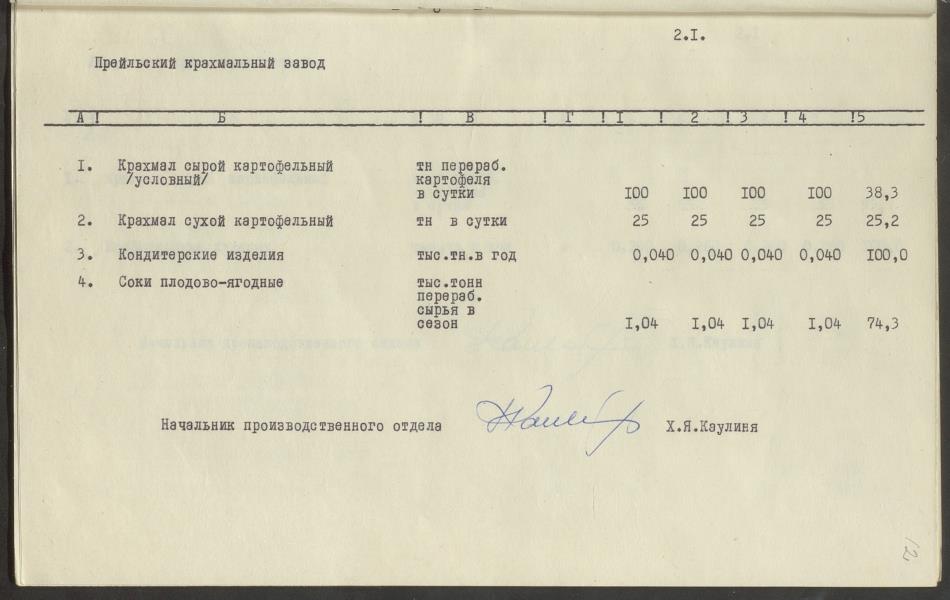 2.I.
Прейльский крахмальный завод
А ! Б ! В ! Г ! I ! 2 ! 3 ! 4 !5
I. Крахмал сырой картофельный тн перераб.
/условный/ картофеля
в сутки I00 I00 I00 I00 38,3
2. Крахмал сухой картофельный тн в сутки 25 25 25 25 25,2
3. Кондитерские изделия тыс.тн.в год 0,040 0,040 0,040 0,040 I00,0
4. Соки плодово-ягодные тыс.тонн
перераб.
сырья в
сезон I,04 I,04 I,04 I,04 74,3
Начальник производственного отдела Х.Я.Каулиня
12